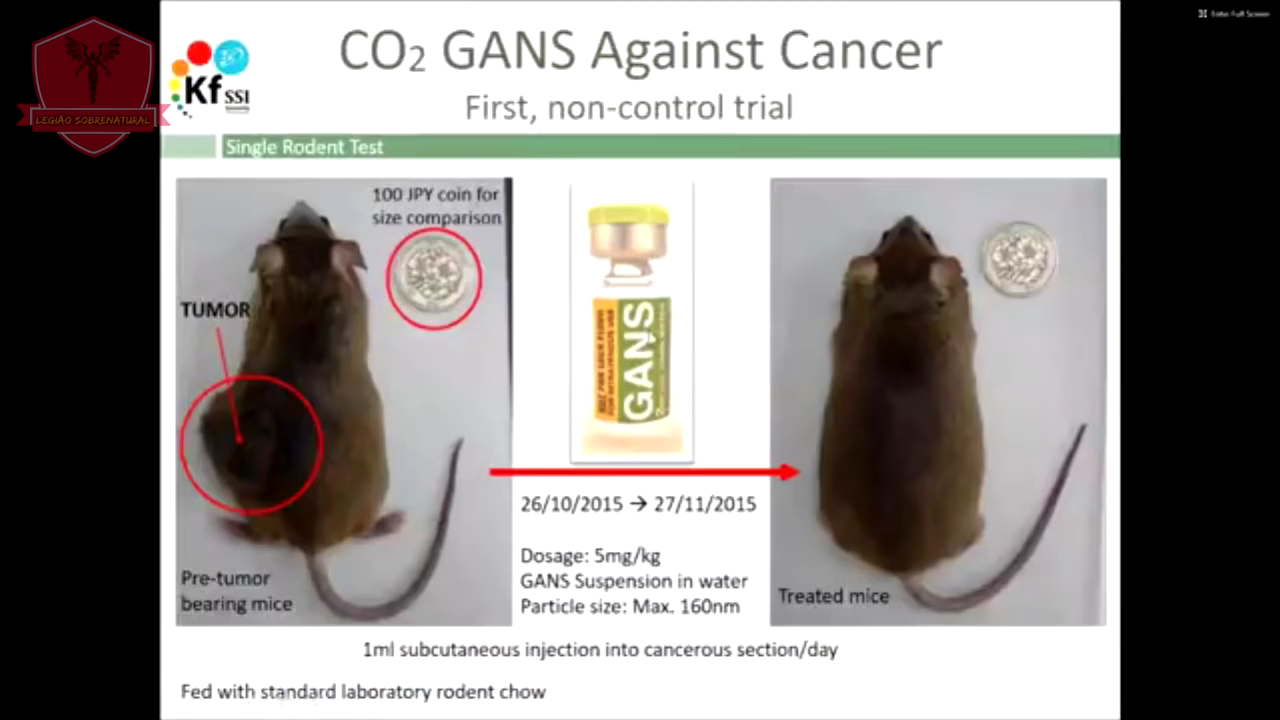 Enter Full Screen
LEGIÃO SOBRENATURAL
Kf SSI
CO₂ GANS Against Cancer
First, non-control trial
Single Rodent Test
100 JPY coin for
size comparison
TUMOR
GANS
26/10/2015 → 27/11/2015
Dosage: 5mg/kg
GANS Suspension in water
Particle size: Max. 160nm
Pre-tumor
bearing mice
Treated mice
1ml subcutaneous injection into cancerous section/day
Fed with standard laboratory rodent chow